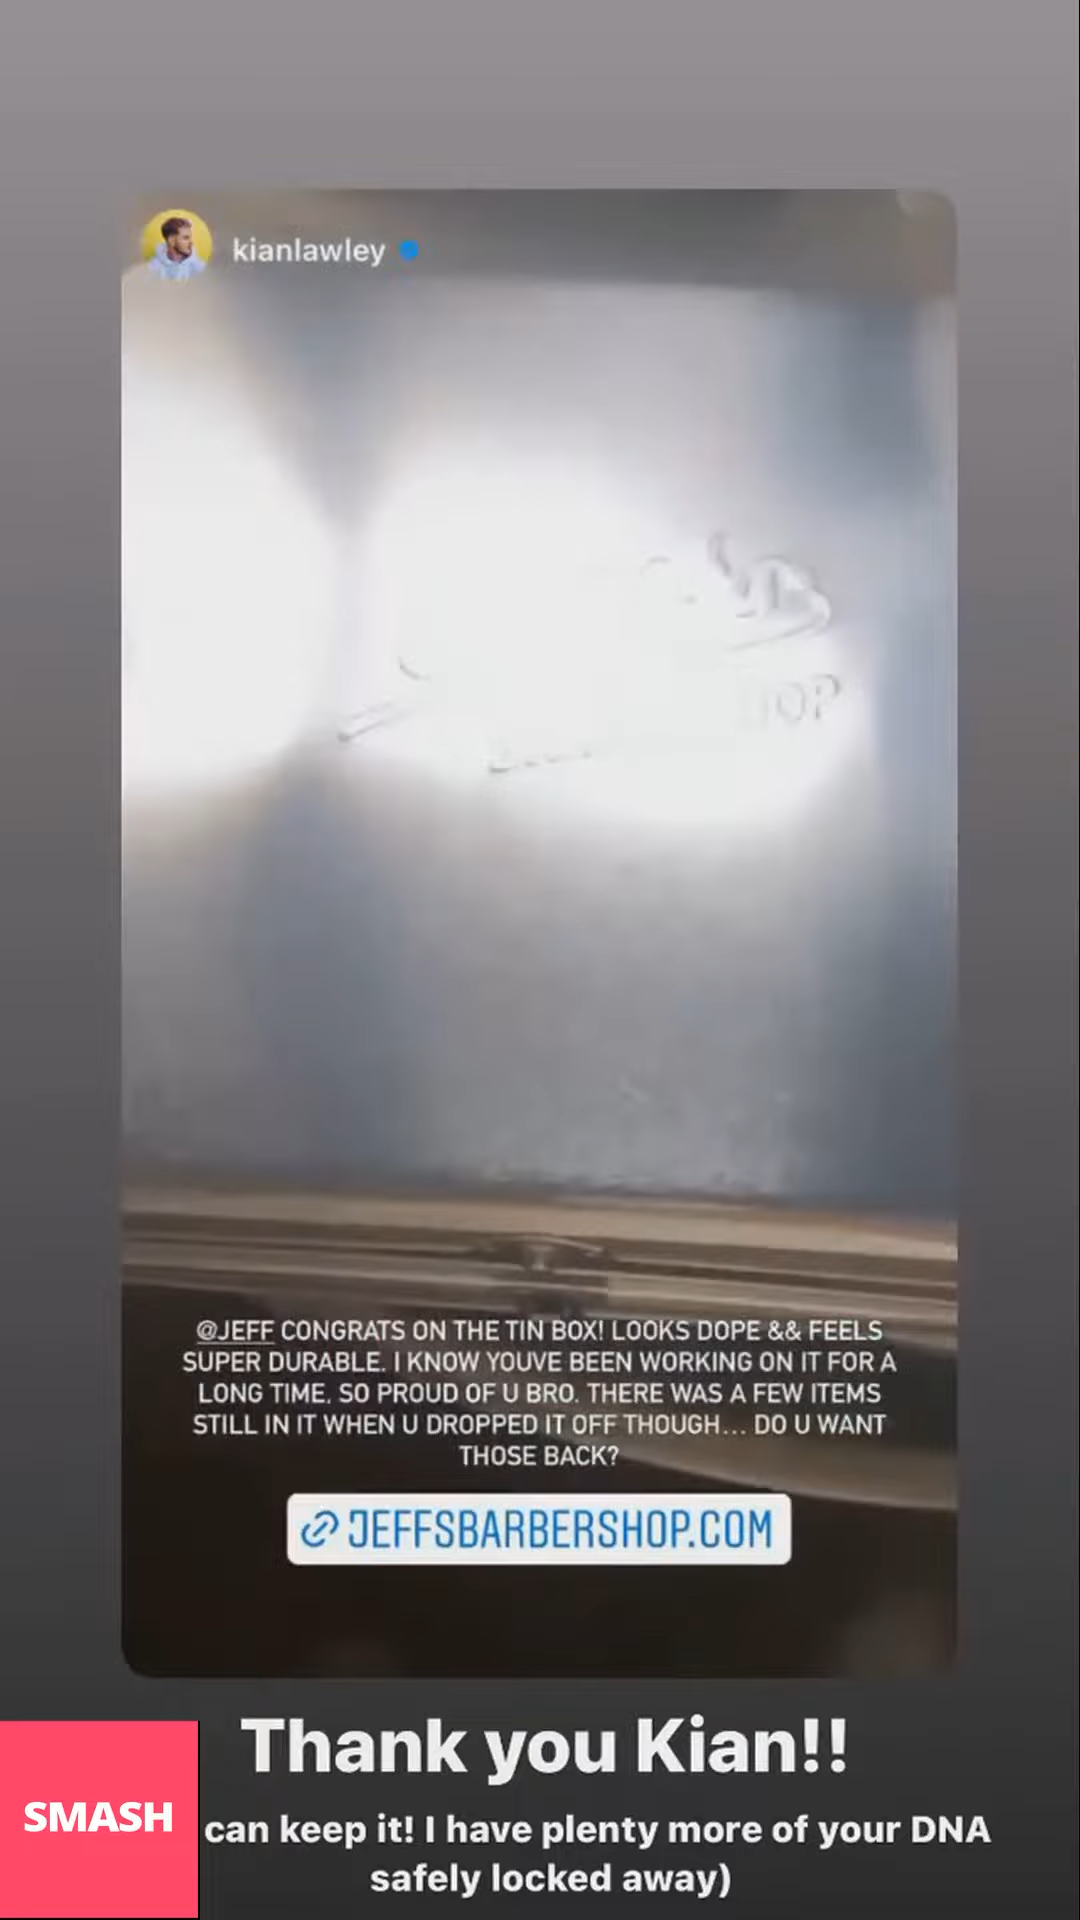 kianlawley
@JEFF CONGRATS ON THE TIN BOX! LOOKS DOPE && FEELS
SUPER DURABLE. I KNOW YOUVE BEEN WORKING ON IT FOR A
LONG TIME. SO PROUD OF U BRO. THERE WAS A FEW ITEMS
STILL IN IT WHEN U DROPPED IT OFF THOUGH... DO U WANT
THOSE BACK?
JEFFSBARBERSHOP.COM
Thank you Kian!!
SMASH
can keep it! I have plenty more of your DNA
safely locked away)